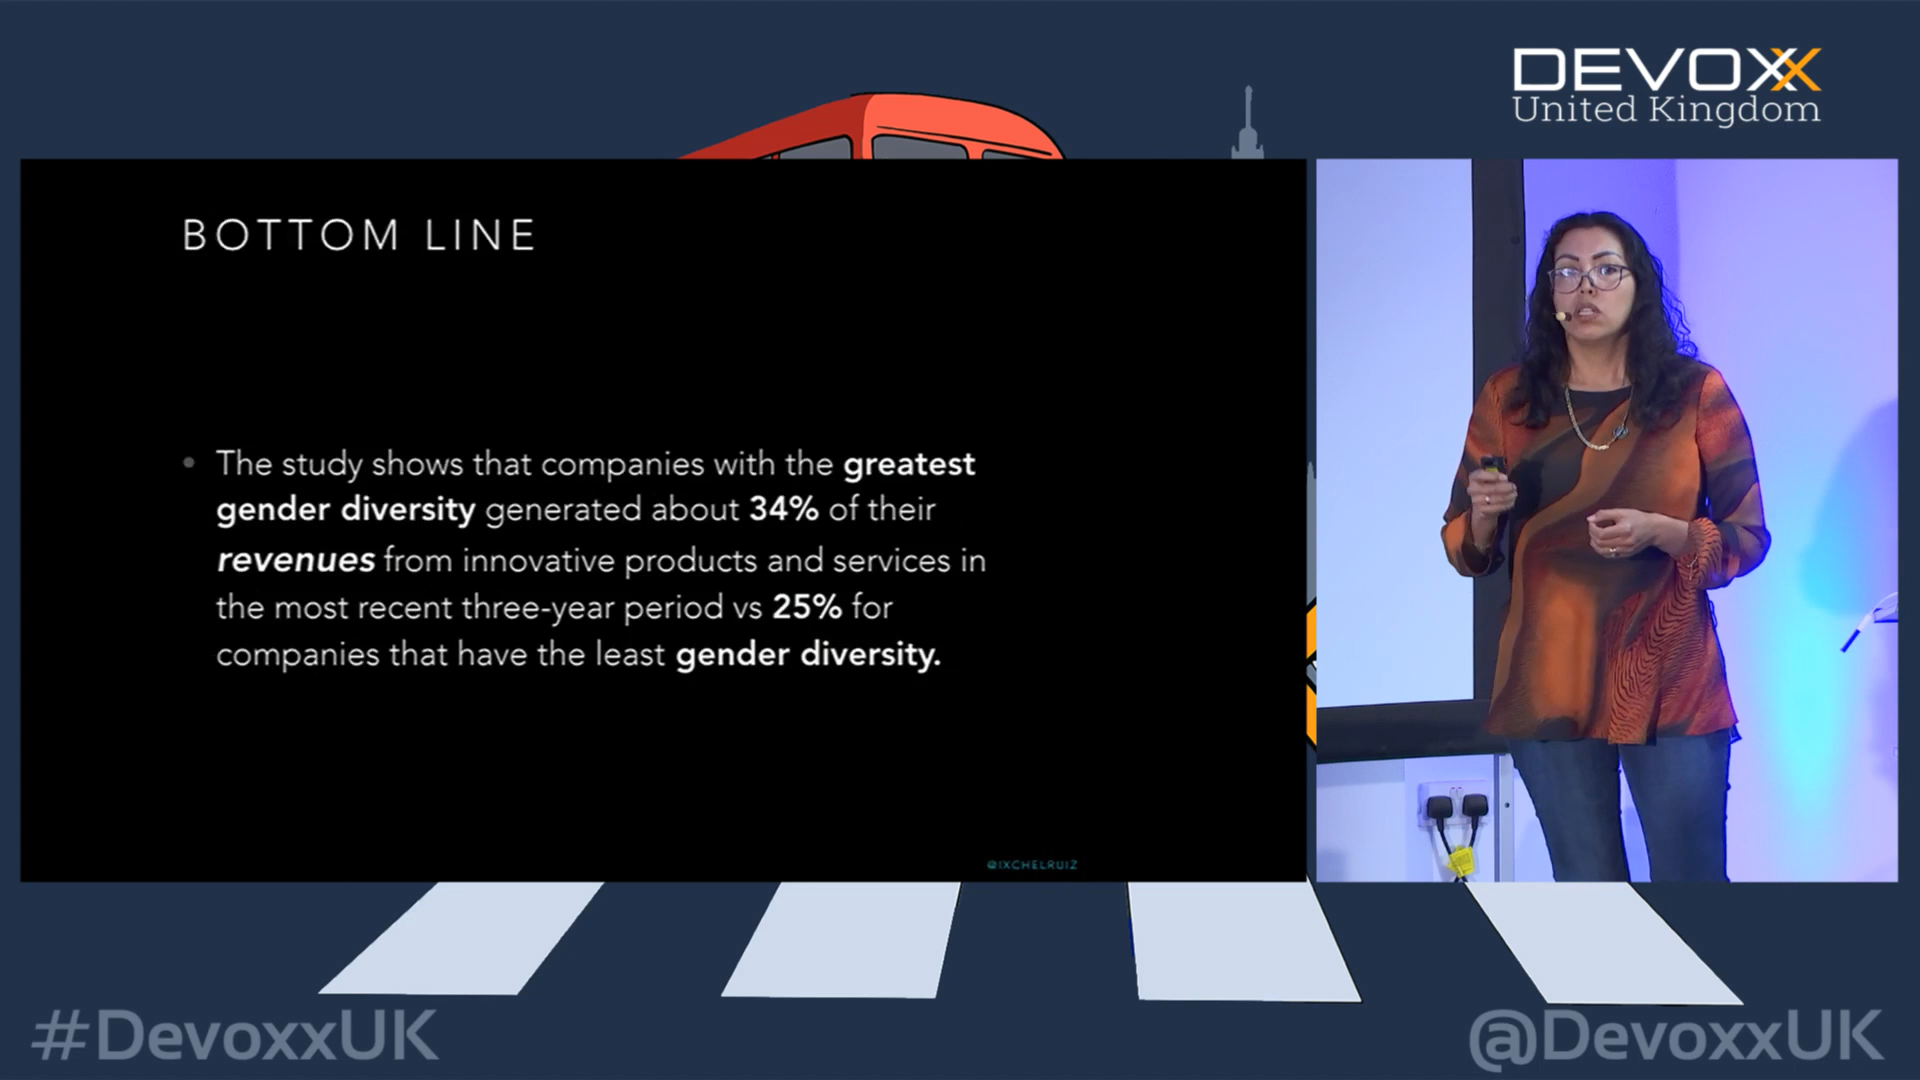 DEVOXX
United Kingdom
BOTTOM LINE
• The study shows that companies with the greatest
gender diversity generated about 34% of their
revenues from innovative products and services in
the most recent three-year period vs 25% for
companies that have the least gender diversity.
@IXCHELRUIZ
#DevoxxUK
@DevoxxUK